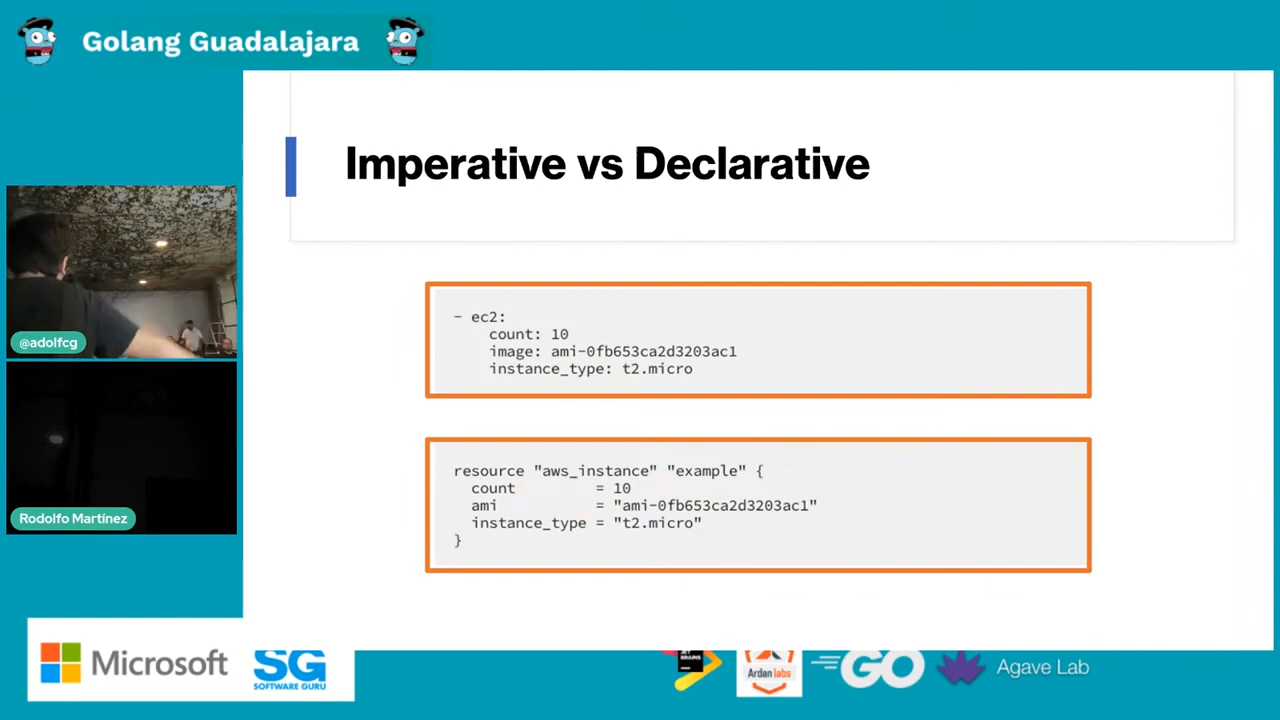 Golang Guadalajara
Imperative vs Declarative
- ec2:
count: 10
image: ami-0fb653ca2d3203ac1
instance_type: t2.micro
resource "aws_instance" "example" {
count = 10
ami = "ami-0fb653ca2d3203ac1"
instance_type = "t2.micro"
}
@adolfcg
Rodolfo Martínez
Microsoft
SG
SOFTWARE GURU
BRAINS
Ardan labs
GO
Agave Lab